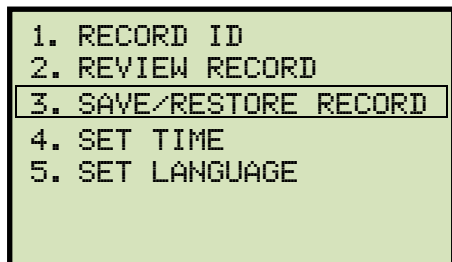 1. RECORD ID
2. REVIEW RECORD
3. SAVE/RESTORE RECORD
4. SET TIME
5. SET LANGUAGE